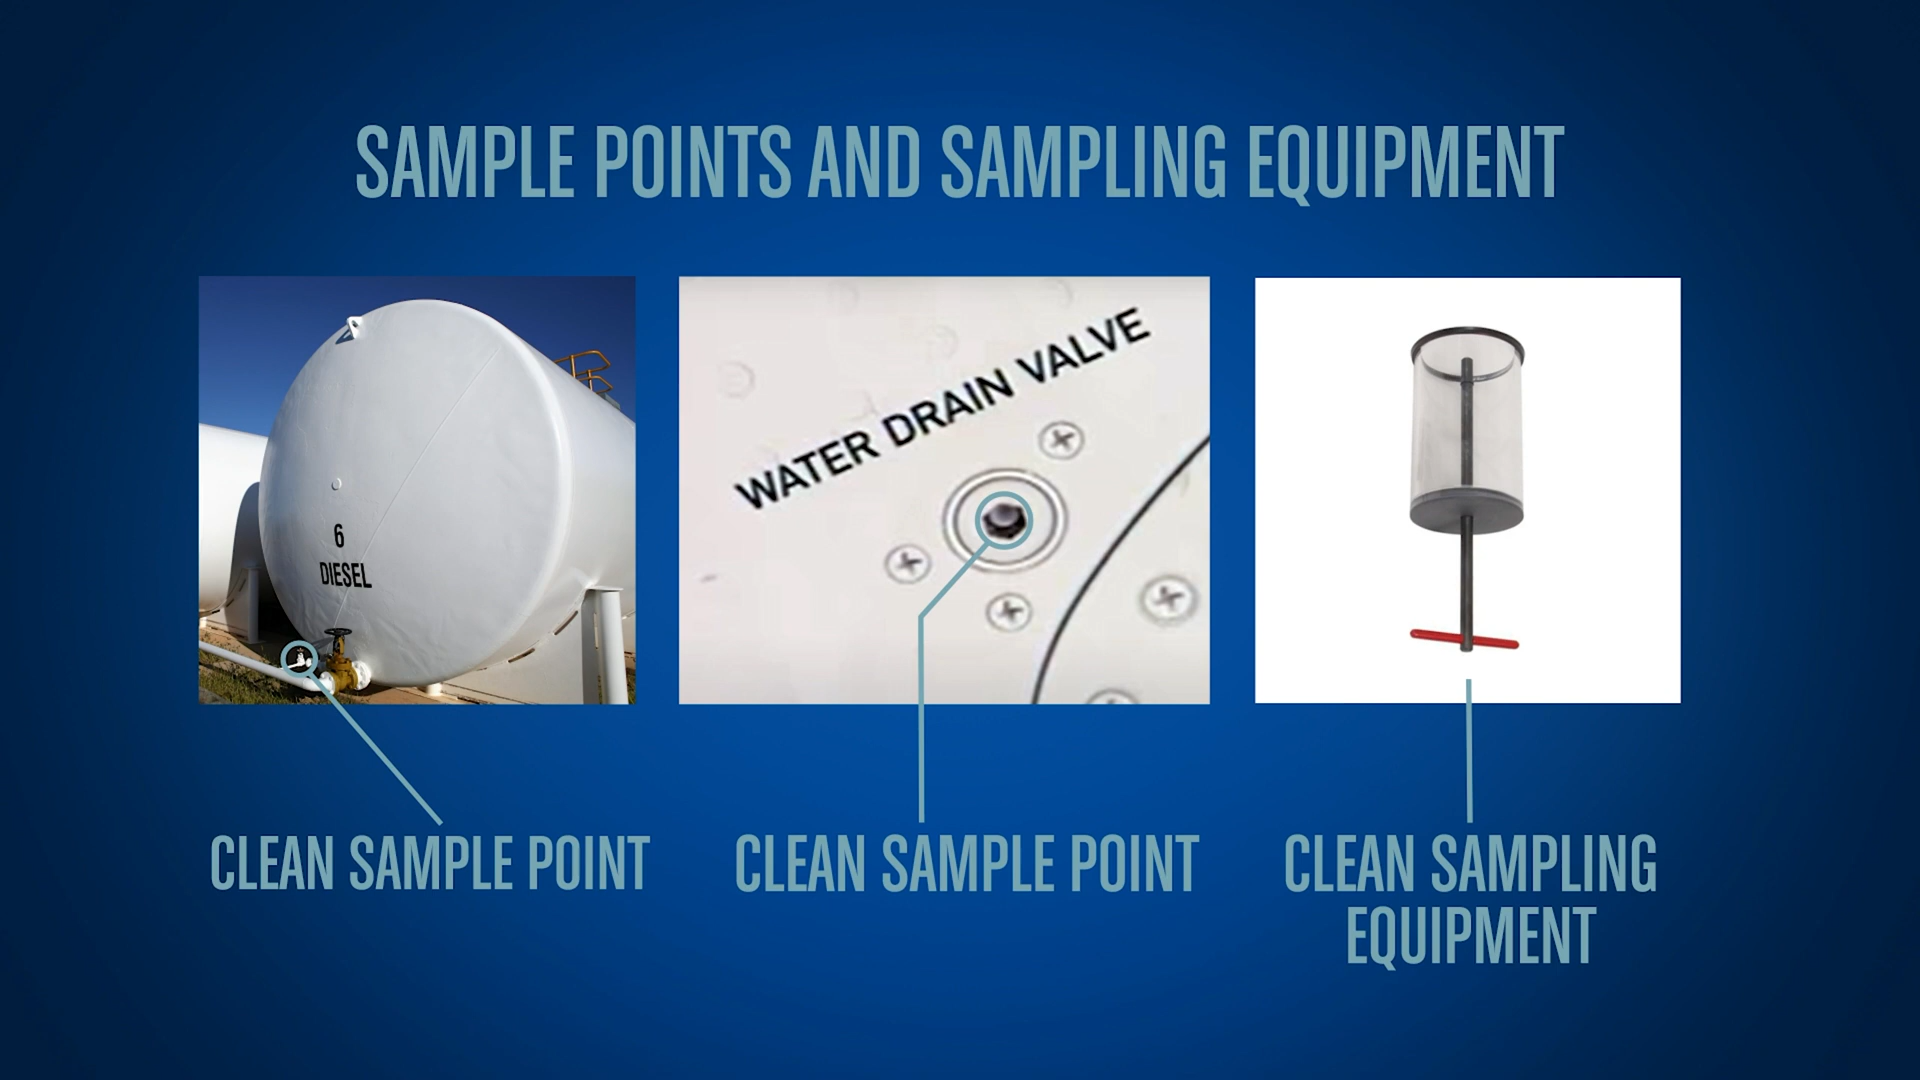 SAMPLE POINTS AND SAMPLING EQUIPMENT
6
DIESEL
WATER DRAIN VALVE
CLEAN SAMPLE POINT
CLEAN SAMPLE POINT
CLEAN SAMPLING
EQUIPMENT